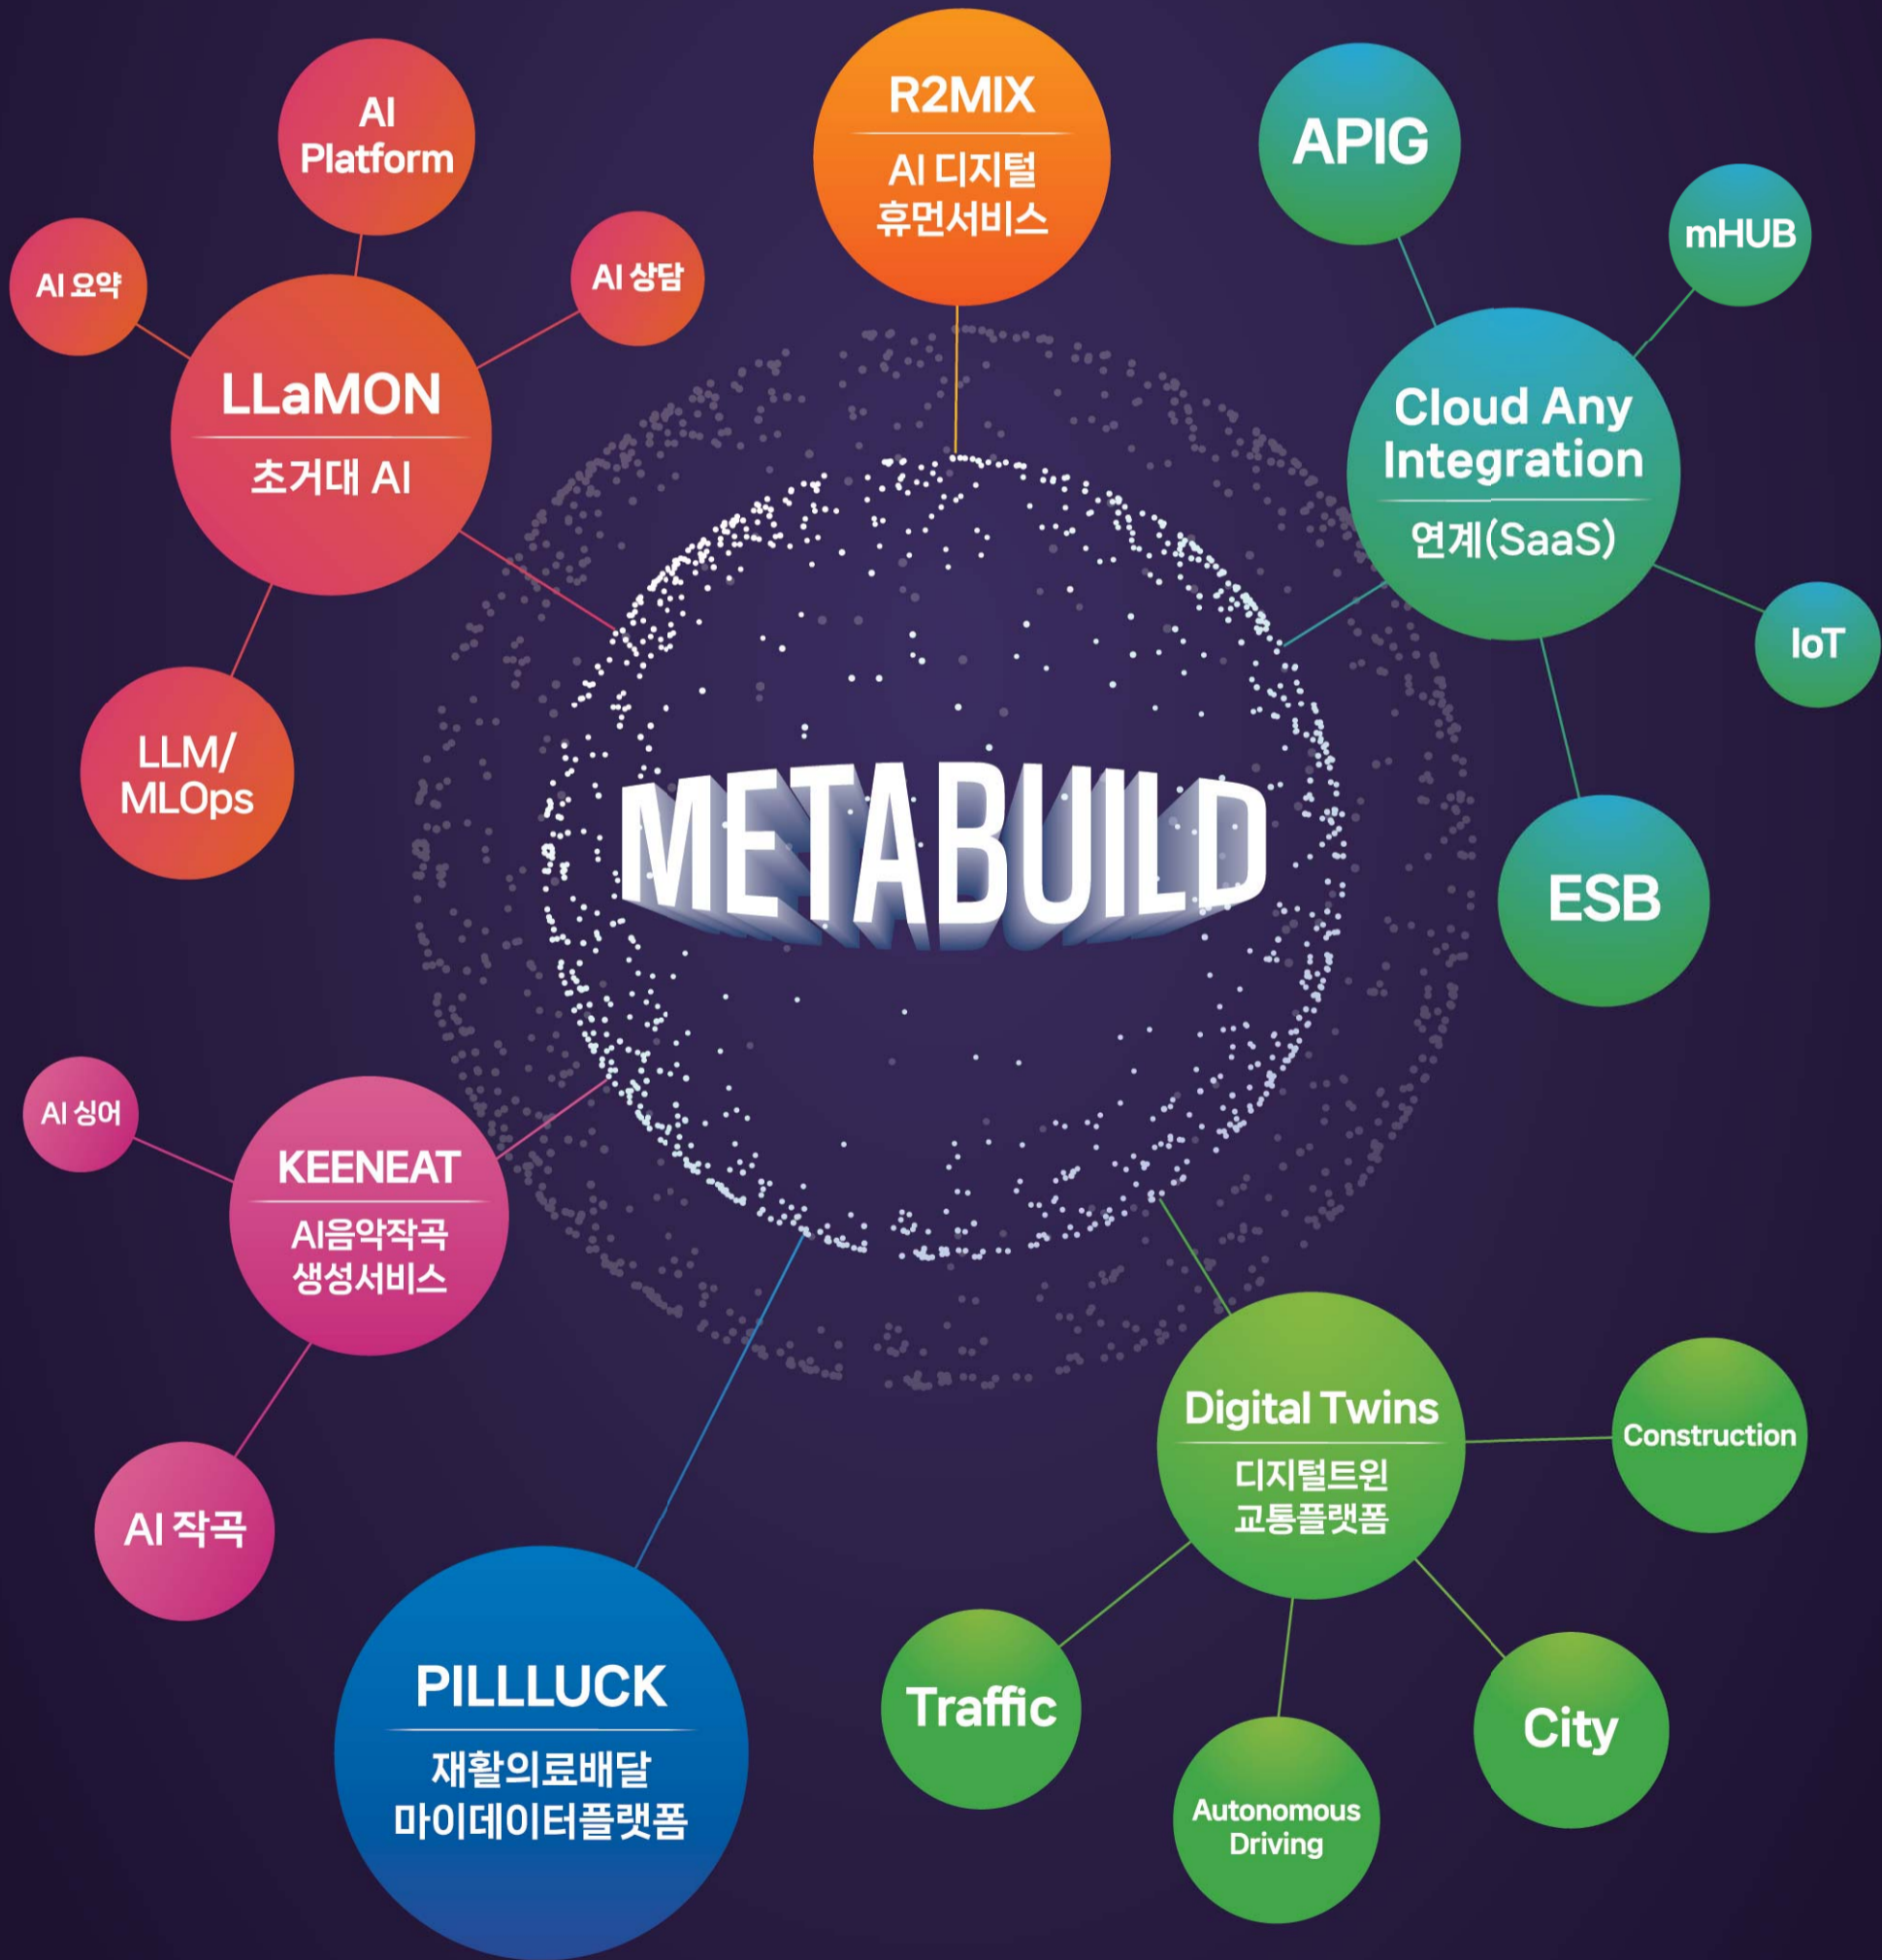 R2MIX
AI 디지털
휴먼서비스
AI
Platform
AI 요약
AI 상담
LLaMON
초거대 AI
LLM/
MLOps
APIG
mHUB
Cloud Any
Integration
연계(SaaS)
IoT
ESB
METABUILD
AI 싱어
KEENEAT
AI음악작곡
생성서비스
AI 작곡
PILLLUCK
재활의료배달
마이데이터플랫폼
Digital Twins
디지털트윈
교통플랫폼
Construction
Traffic
Autonomous
Driving
City